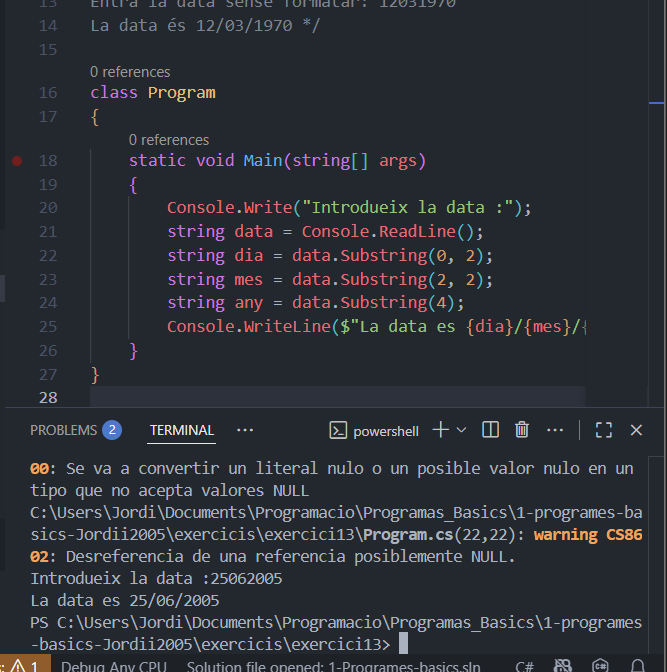 13 Entra la data sense formatar: 12031970
14 La data és 12/03/1970 */
15
0 references
16 class Program
17 {
0 references
18 static void Main(string[] args)
19 {
20 Console.Write("Introdueix la data :");
21 string data = Console.ReadLine();
22 string dia = data.Substring(0, 2);
23 string mes = data.Substring(2, 2);
24 string any = data.Substring(4);
25 Console.WriteLine($"La data es {dia}/{mes}/{
26 }
27 }
28
PROBLEMS 2 TERMINAL ··· powershell ···
00: Se va a convertir un literal nulo o un posible valor nulo en un
tipo que no acepta valores NULL
C:\Users\Jordi\Documents\Programacio\Programas_Basics\1-programes-ba
sics-Jordii2005\exercicis\exercici13\Program.cs(22,22): warning CS86
02: Desreferencia de una referencia posiblemente NULL.
Introdueix la data :25062005
La data es 25/06/2005
PS C:\Users\Jordi\Documents\Programacio\Programas_Basics\1-programes
-basics-Jordii2005\exercicis\exercici13>
: 1 Debug Any CPU Solution file opened: 1-Programes-basics.sln C#